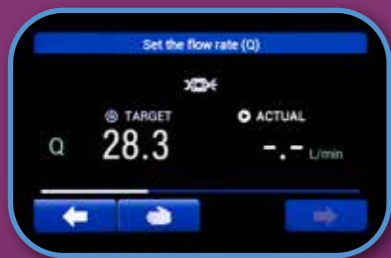 Set the flow rate (Q)
TARGET ACTUAL
Q 28.3 -.- L/min